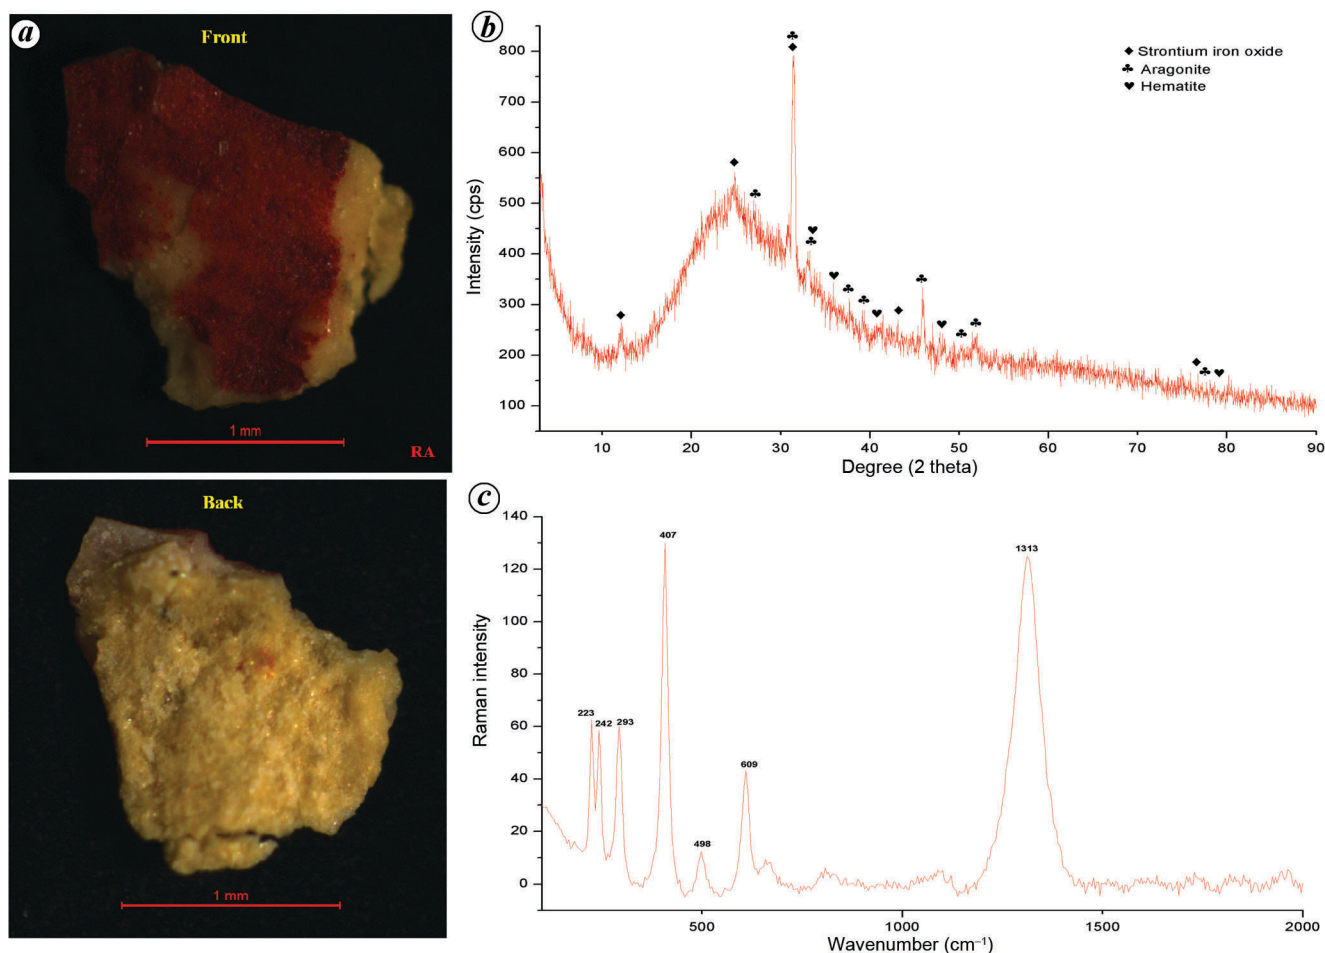 a
Front
1 mm
RA
Back
1 mm
b
Intensity (cps)
800
700
600
500
400
300
200
100
◆ Strontium iron oxide
♣ Aragonite
♥ Hematite
10 20 30 40 50 60 70 80 90
Degree (2 theta)
c
Raman intensity
140
120
100
80
60
40
20
0
223
242
293
407
498
609
1313
500 1000 1500 2000
Wavenumber (cm⁻¹)